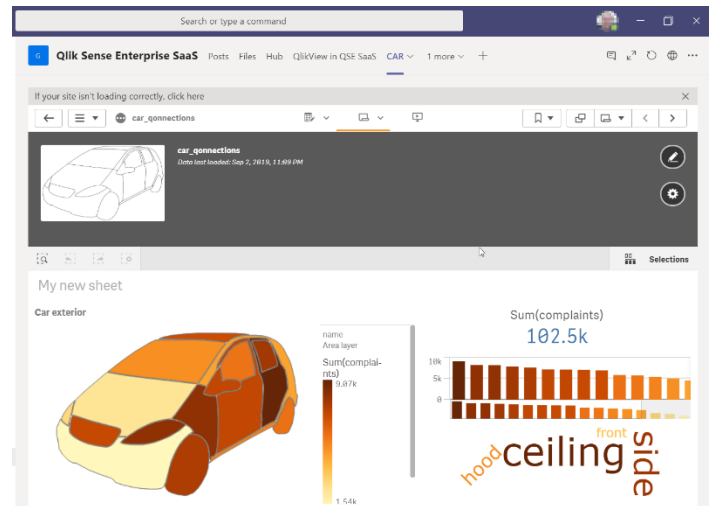 Search or type a command
G Qlik Sense Enterprise SaaS Posts Files Hub QlikView in QSE SaaS CAR 1 more
If your site isn't loading correctly, click here
car_qonnections
car_qonnections
Data last loaded: Sep 2, 2019, 11:09 PM
Selections
My new sheet
Car exterior
name
Area layer
Sum(complai-
nts)
9.07k
1.54k
Sum(complaints)
102.5k
10k
5k
0
hood ceiling front side